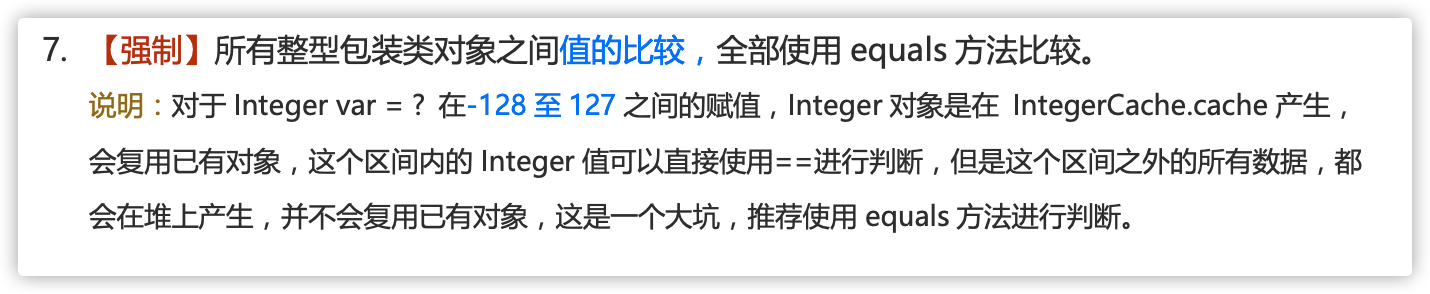 7. 【强制】所有整型包装类对象之间值的比较，全部使用 equals 方法比较。
说明：对于 Integer var = ? 在-128 至 127 之间的赋值，Integer 对象是在 IntegerCache.cache 产生，
会复用已有对象，这个区间内的 Integer 值可以直接使用==进行判断，但是这个区间之外的所有数据，都
会在堆上产生，并不会复用已有对象，这是一个大坑，推荐使用 equals 方法进行判断。